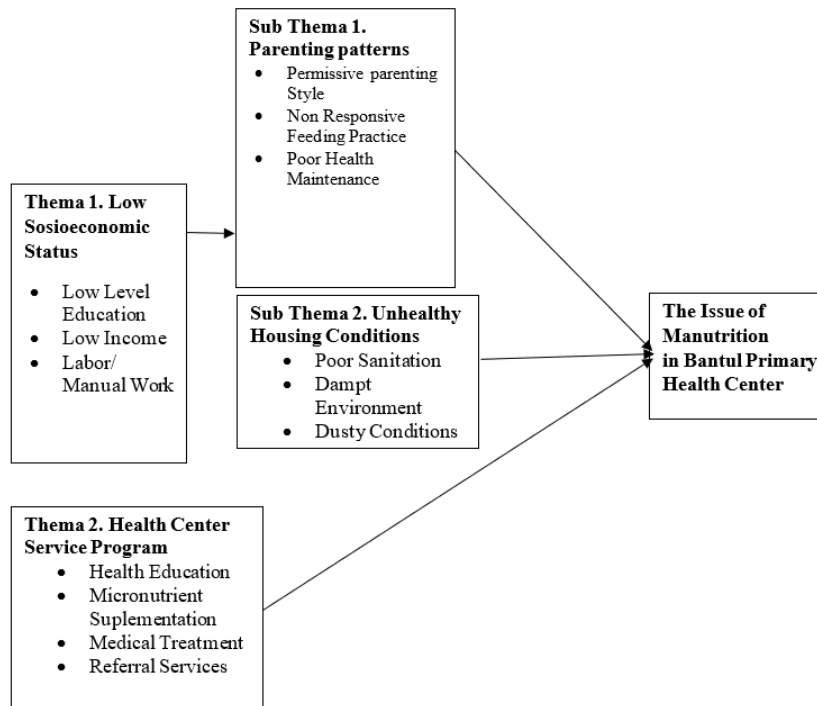 Sub Thema 1.
Parenting patterns
• Permissive parenting
Style
• Non Responsive
Feeding Practice
• Poor Health
Maintenance
Thema 1. Low
Sosioeconomic
Status
• Low Level
Education
• Low Income
• Labor/
Manual Work
Sub Thema 2. Unhealthy
Housing Conditions
• Poor Sanitation
• Dampt
Environment
• Dusty Conditions
The Issue of
Manutrition
in Bantul Primary
Health Center
Thema 2. Health Center
Service Program
• Health Education
• Micronutrient
Suplementation
• Medical Treatment
• Referral Services